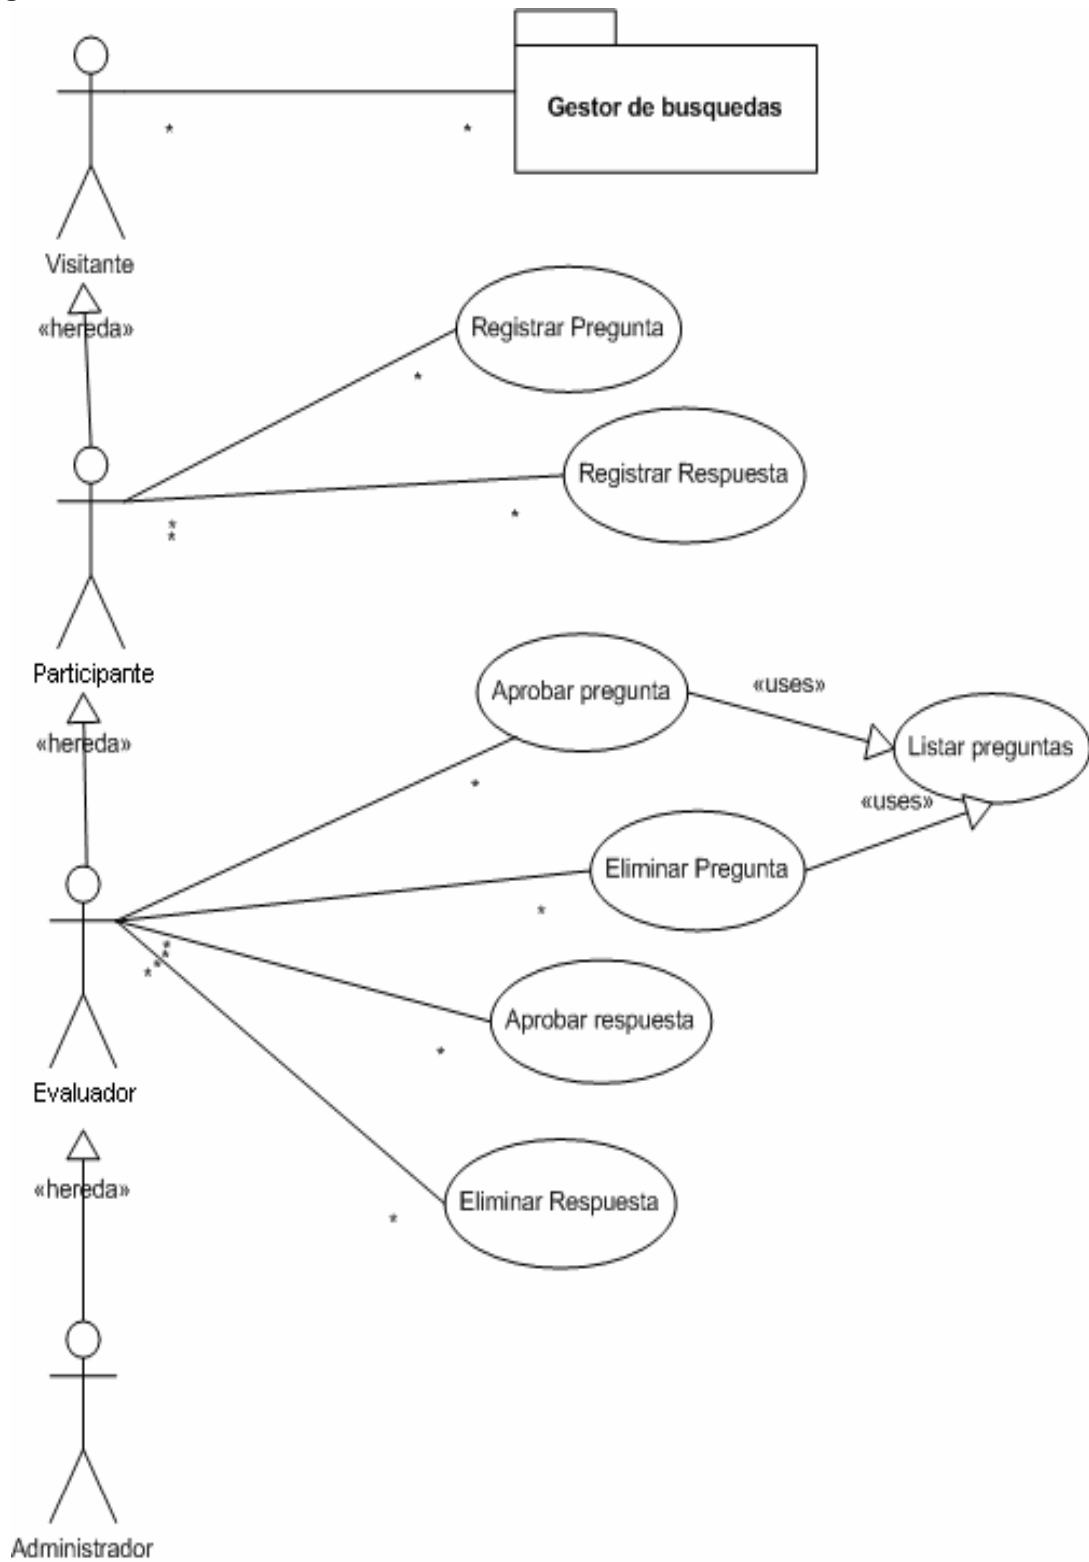 Gestor de busquedas
*
*
Visitante
«hereda»
Registrar Pregunta
*
Registrar Respuesta
*
*
*
Participante
«hereda»
Aprobar pregunta
«uses»
Listar preguntas
*
«uses»
Eliminar Pregunta
*
*
*
*
*
Aprobar respuesta
*
Evaluador
«hereda»
Eliminar Respuesta
*
Administrador